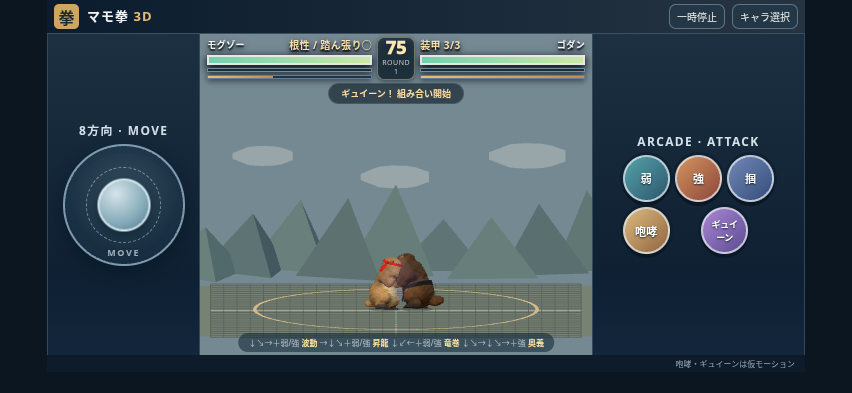 拳 マモ拳 3D
一時停止 キャラ選択
モグゾー 根性 / 踏ん張り○
75
ROUND
1
装甲 3/3 ゴダン
ギュイーン！ 組み合い開始
8方向 · MOVE
MOVE
ARCADE · ATTACK
弱 強 掴
咆哮 ギュイーン
↓↘→＋弱/強 波動 →↓↘＋弱/強 昇龍 ↓↙←＋弱/強 竜巻 ↓↘→↓↘→＋強 奥義
咆哮・ギュイーンは仮モーション